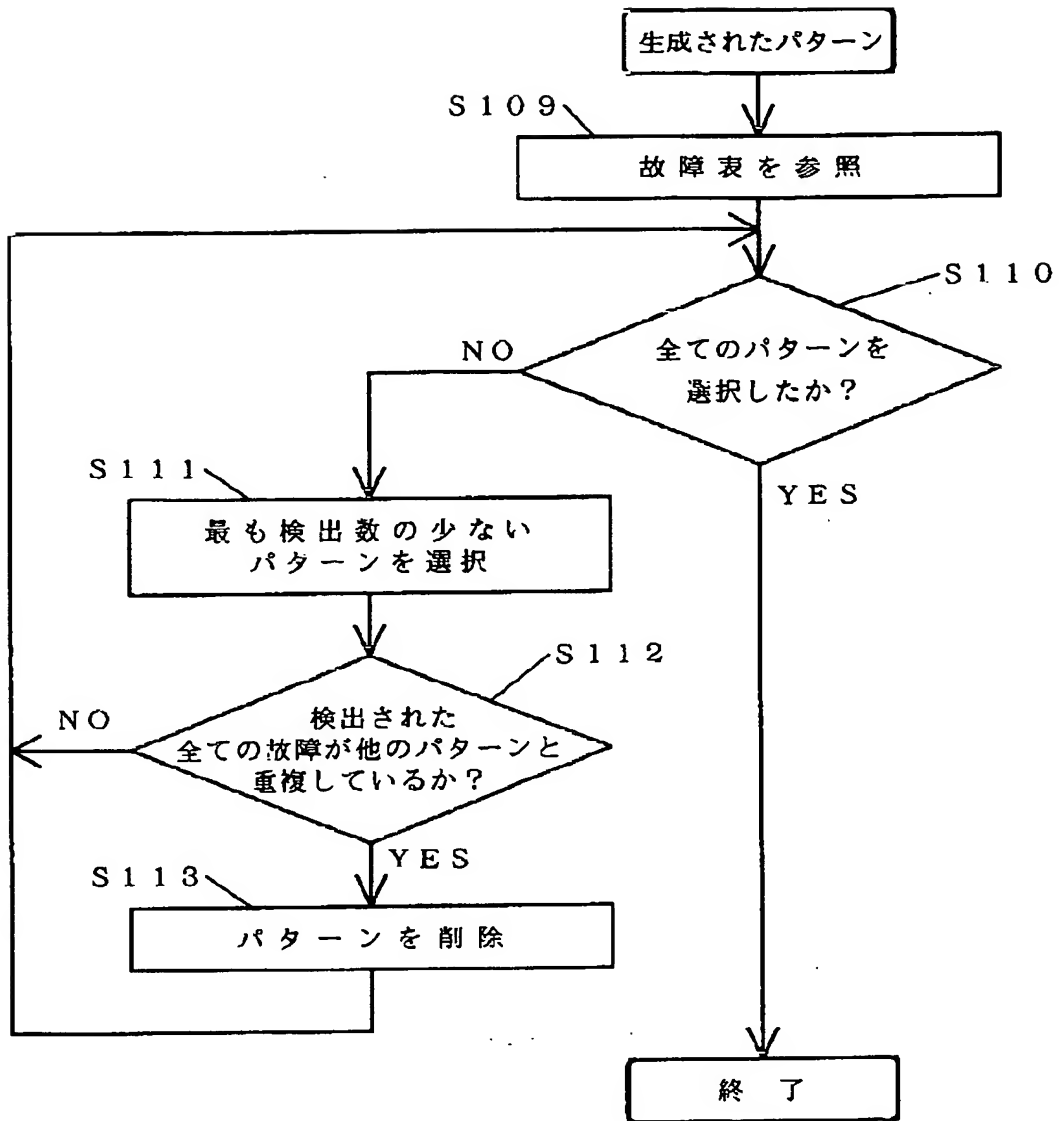 生成されたパターン
S109
故障表を参照
S110
全てのパターンを
選択したか?
NO
YES
S111
最も検出数の少ない
パターンを選択
S112
検出された
全ての故障が他のパターンと
重複しているか?
NO
YES
S113
パターンを削除
終了